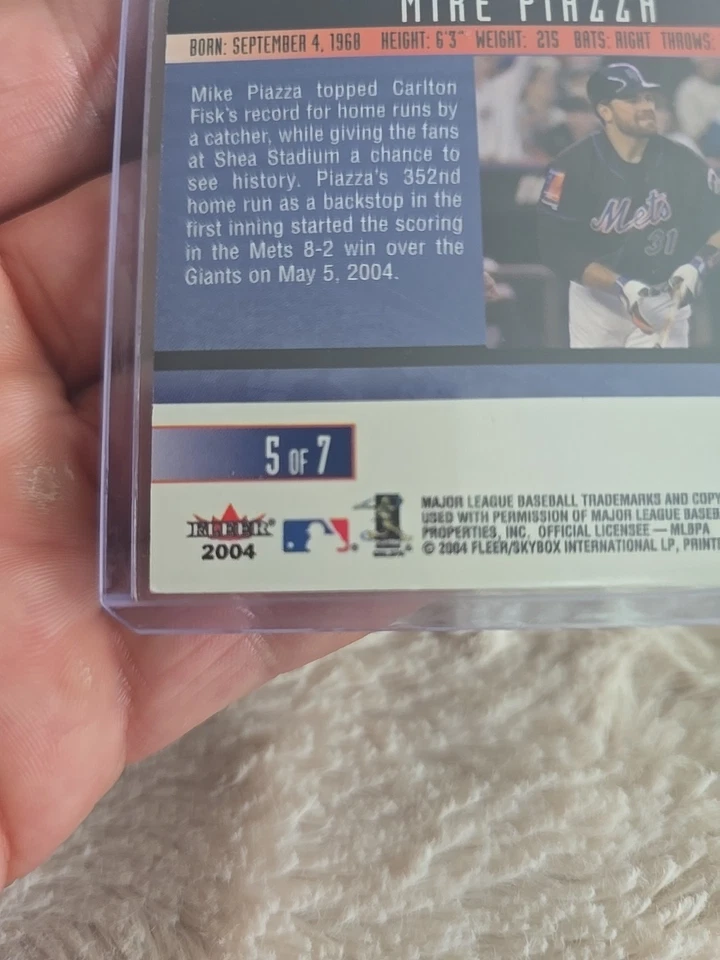 MIKE PIAZZA
BORN: SEPTEMBER 4, 1968 HEIGHT: 6'3" WEIGHT: 215 BATS: RIGHT THROWS:
Mike Piazza topped Carlton
Fisk's record for home runs by
a catcher, while giving the fans
at Shea Stadium a chance to
see history. Piazza's 352nd
home run as a backstop in the
first inning started the scoring
in the Mets 8-2 win over the
Giants on May 5, 2004.
Mets
31
5 OF 7
FLEER
2004
MAJOR LEAGUE BASEBALL TRADEMARKS AND COPY
USED WITH PERMISSION OF MAJOR LEAGUE BASEB
PROPERTIES, INC. OFFICIAL LICENSEE — MLBPA
© 2004 FLEER/SKYBOX INTERNATIONAL LP, PRINTE